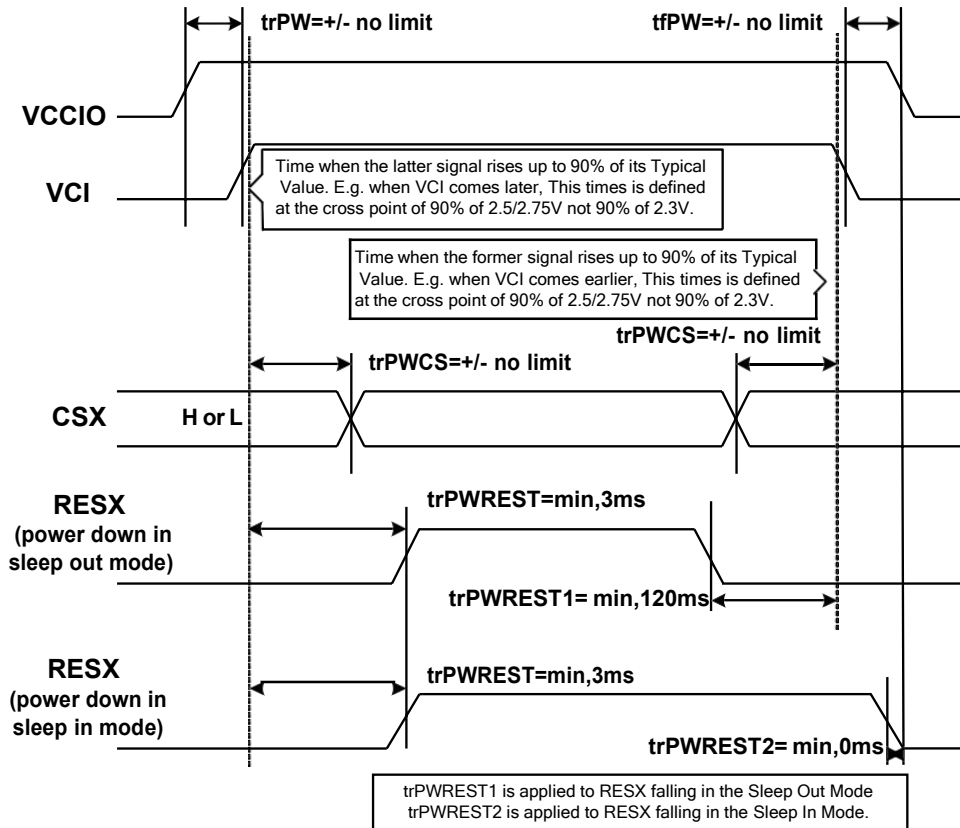 trPW=+/- no limit
tfPW=+/- no limit
VCCIO
VCI
Time when the latter signal rises up to 90% of its Typical
Value. E.g. when VCI comes later, This times is defined
at the cross point of 90% of 2.5/2.75V not 90% of 2.3V.
Time when the former signal rises up to 90% of its Typical
Value. E.g. when VCI comes earlier, This times is defined
at the cross point of 90% of 2.5/2.75V not 90% of 2.3V.
trPWCS=+/- no limit
trPWCS=+/- no limit
CSX
H or L
RESX
(power down in
sleep out mode)
trPWREST=min,3ms
trPWREST1= min,120ms
RESX
(power down in
sleep in mode)
trPWREST=min,3ms
trPWREST2= min,0ms
trPWREST1 is applied to RESX falling in the Sleep Out Mode
trPWREST2 is applied to RESX falling in the Sleep In Mode.